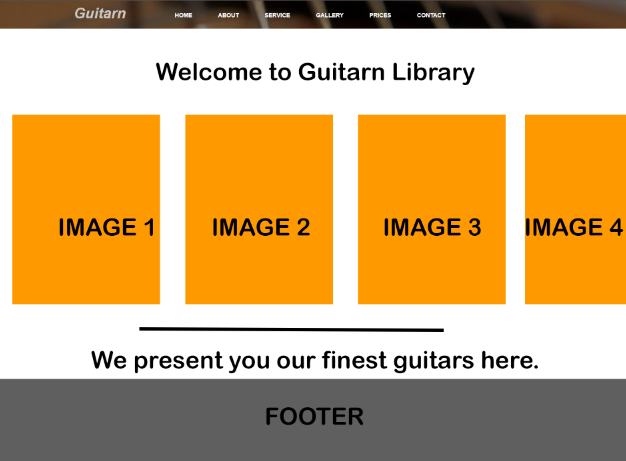 Guitarn
HOME ABOUT SERVICE GALLERY PRICES CONTACT
Welcome to Guitarn Library
IMAGE 1 IMAGE 2 IMAGE 3 IMAGE 4
We present you our finest guitars here.
FOOTER